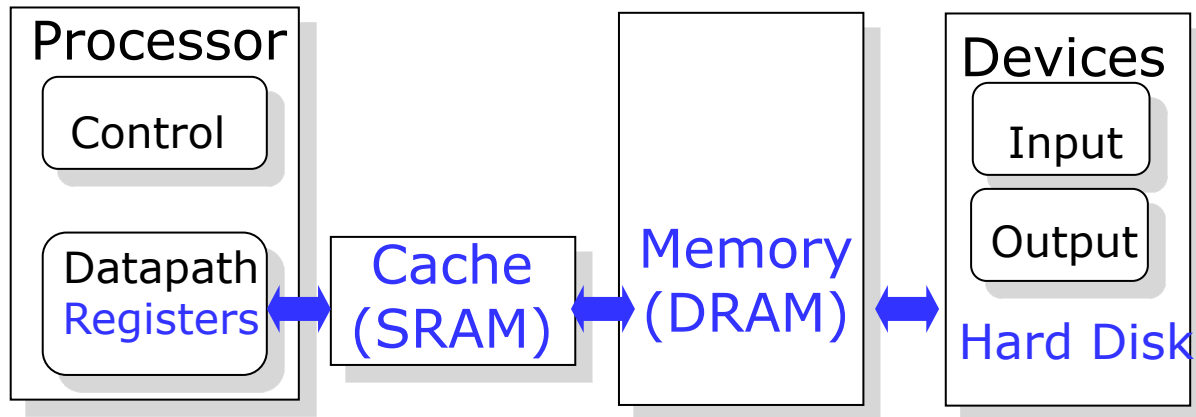 Processor
Control
Datapath
Registers
Cache
(SRAM)
Memory
(DRAM)
Devices
Input
Output
Hard Disk